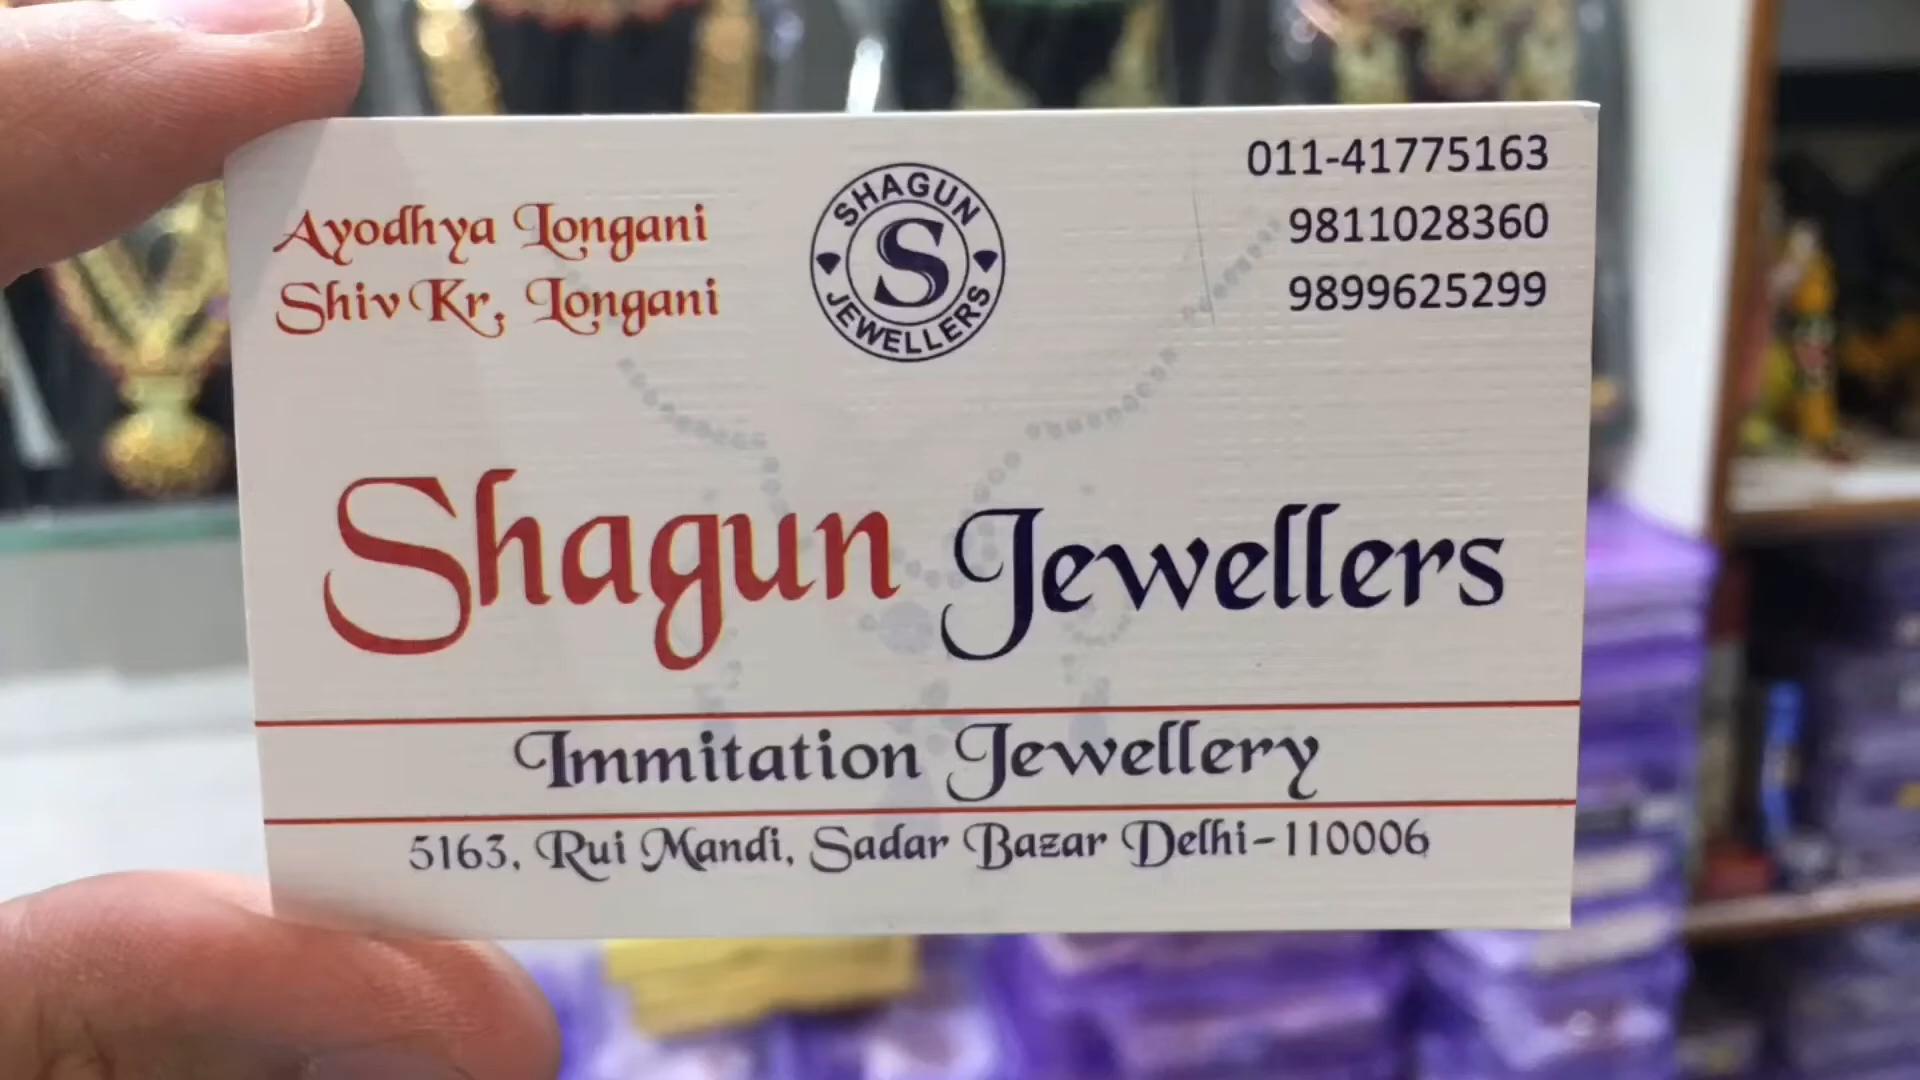 Ayodhya Longani
Shiv Kr. Longani
SHAGUN
S
JEWELLERS
011-41775163
9811028360
9899625299
Shagun Jewellers
Immitation Jewellery
5163, Rui Mandi, Sadar Bazar Delhi-110006